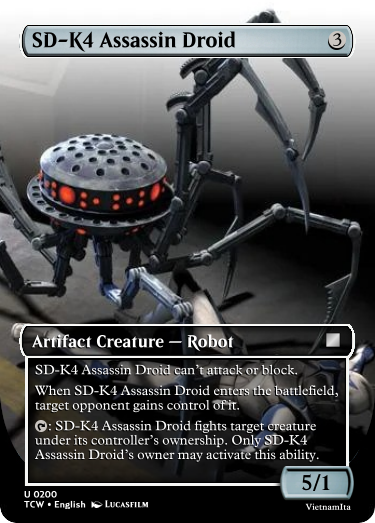 SD-K4 Assassin Droid 3
Artifact Creature — Robot
SD-K4 Assassin Droid can't attack or block.
When SD-K4 Assassin Droid enters the battlefield,
target opponent gains control of it.
: SD-K4 Assassin Droid fights target creature
under its controller's ownership. Only SD-K4
Assassin Droid's owner may activate this ability.
5/1
U 0200
TCW • English LUCASFILM
VietnamIta